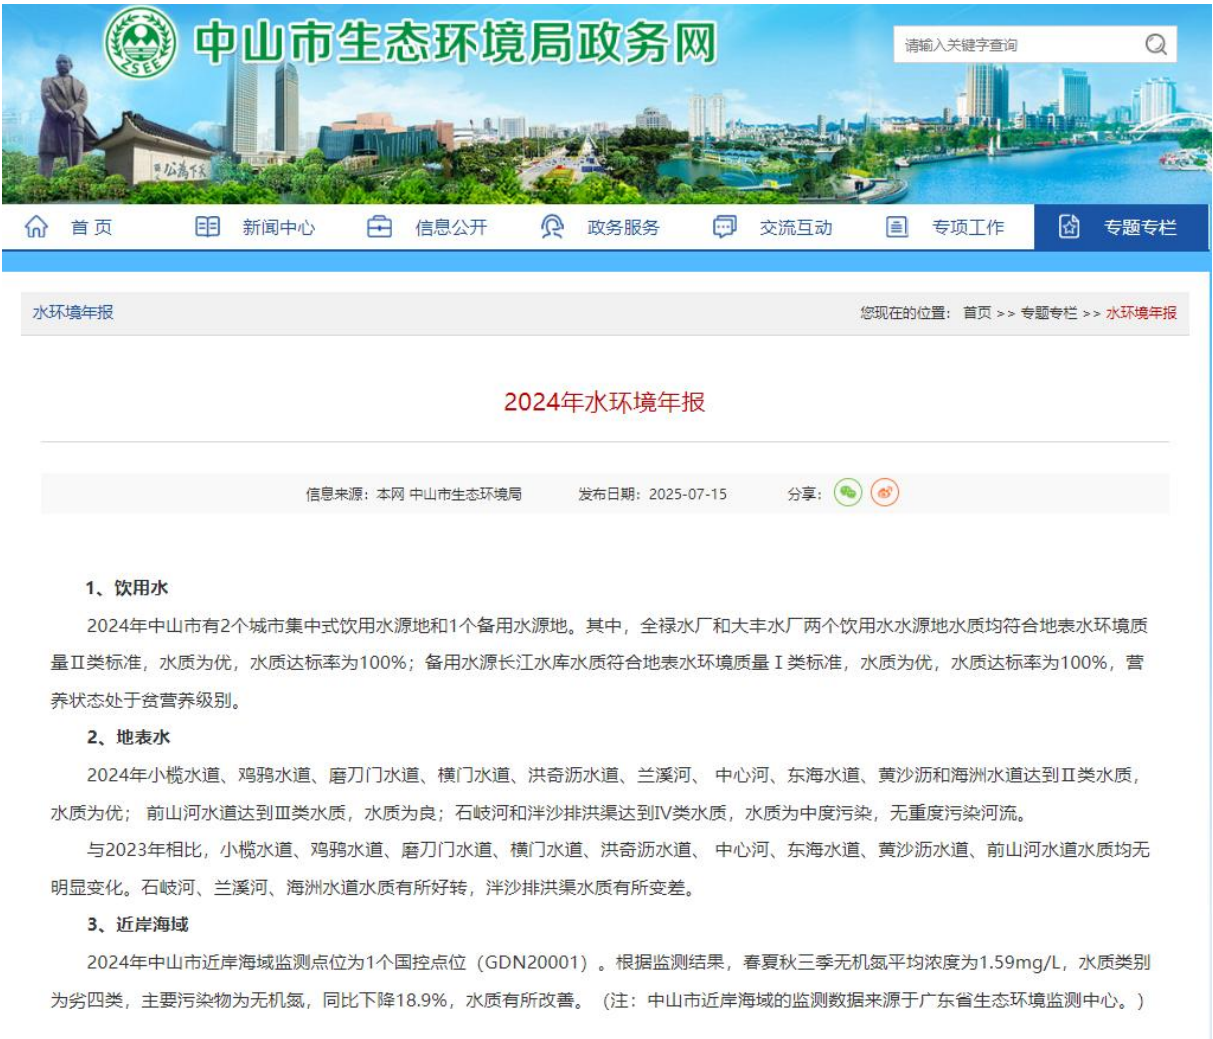 中山市生态环境局政务网
ZSEE
请输入关键字查询
天下为公
首 页 新闻中心 信息公开 政务服务 交流互动 专项工作 专题专栏
水环境年报
您现在的位置： 首页 >> 专题专栏 >> 水环境年报
2024年水环境年报
信息来源：本网 中山市生态环境局 发布日期：2025-07-15 分享：
1、饮用水
2024年中山市有2个城市集中式饮用水源地和1个备用水源地。其中，全禄水厂和大丰水厂两个饮用水水源地水质均符合地表水环境质
量Ⅱ类标准，水质为优，水质达标率为100%；备用水源长江水库水质符合地表水环境质量Ⅰ类标准，水质为优，水质达标率为100%，营
养状态处于贫营养级别。
2、地表水
2024年小榄水道、鸡鸦水道、磨刀门水道、横门水道、洪奇沥水道、兰溪河、 中心河、东海水道、黄沙沥和海洲水道达到Ⅱ类水质，
水质为优； 前山河水道达到Ⅲ类水质，水质为良；石岐河和泮沙排洪渠达到Ⅳ类水质，水质为中度污染，无重度污染河流。
与2023年相比，小榄水道、鸡鸦水道、磨刀门水道、横门水道、洪奇沥水道、 中心河、东海水道、黄沙沥水道、前山河水道水质均无
明显变化。石岐河、兰溪河、海洲水道水质有所好转，泮沙排洪渠水质有所变差。
3、近岸海域
2024年中山市近岸海域监测点位为1个国控点位（GDN20001）。根据监测结果，春夏秋三季无机氮平均浓度为1.59mg/L，水质类别
为劣四类，主要污染物为无机氮，同比下降18.9%，水质有所改善。（注：中山市近岸海域的监测数据来源于广东省生态环境监测中心。）